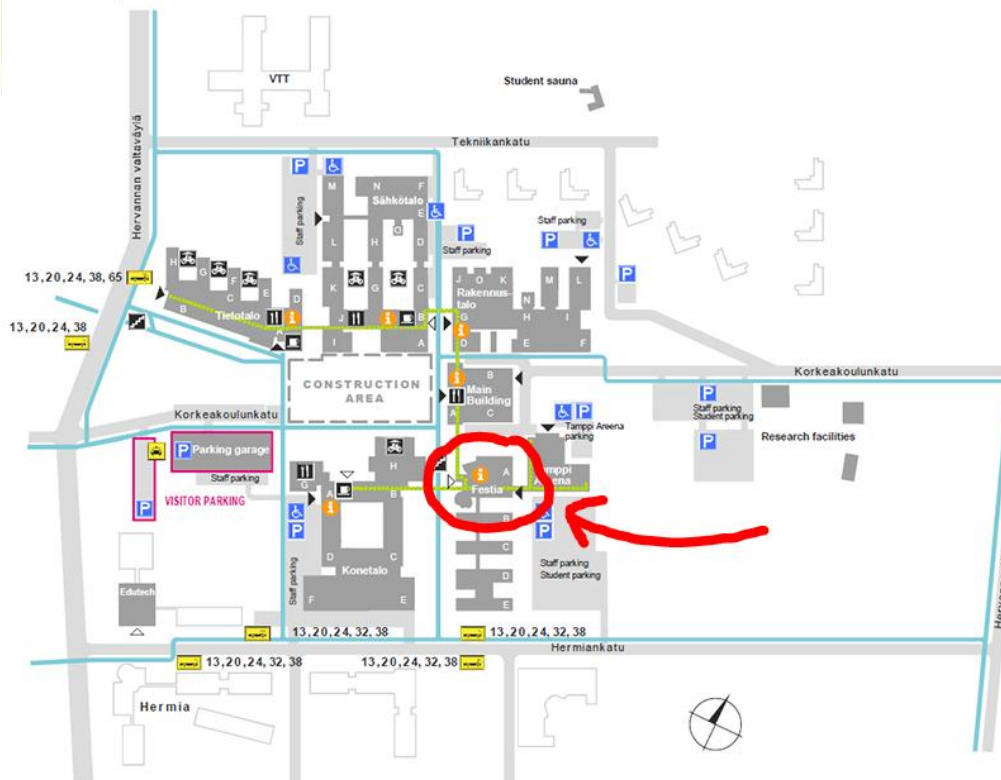 VTT
Student sauna
Tekniikankatu
Hervannan valtaväylä
P
M
N
F
Sähkötalo
E
Staff parking
O
L
H
D
P
Staff parking
Staff parking
P
P
13,20,24,38,65
H
G
F
E
C
B
Tietotalo
D
A
K
G
C
J
B
I
A
J
O
K
M
L
Rakennus-
talo
N
G
H
I
D
E
F
13,20,24,38
CONSTRUCTION
AREA
Main
Building
B
A
C
Korkeakoulunkatu
Korkeakoulunkatu
P
Staff parking
Student parking
P
Research facilities
P
Tamppi Areena
parking
P Parking garage
Staff parking
VISITOR PARKING
P
G
H
A
B
D
C
Konetalo
F
E
P
Staff parking
A
Festia
B
C
D
E
Tamppi
Areena
P
Staff parking
Student parking
Edutech
13,20,24,32,38
13,20,24,32,38
Hermiankatu
13,20,24,32,38
13,20,24,32,38
Hermia